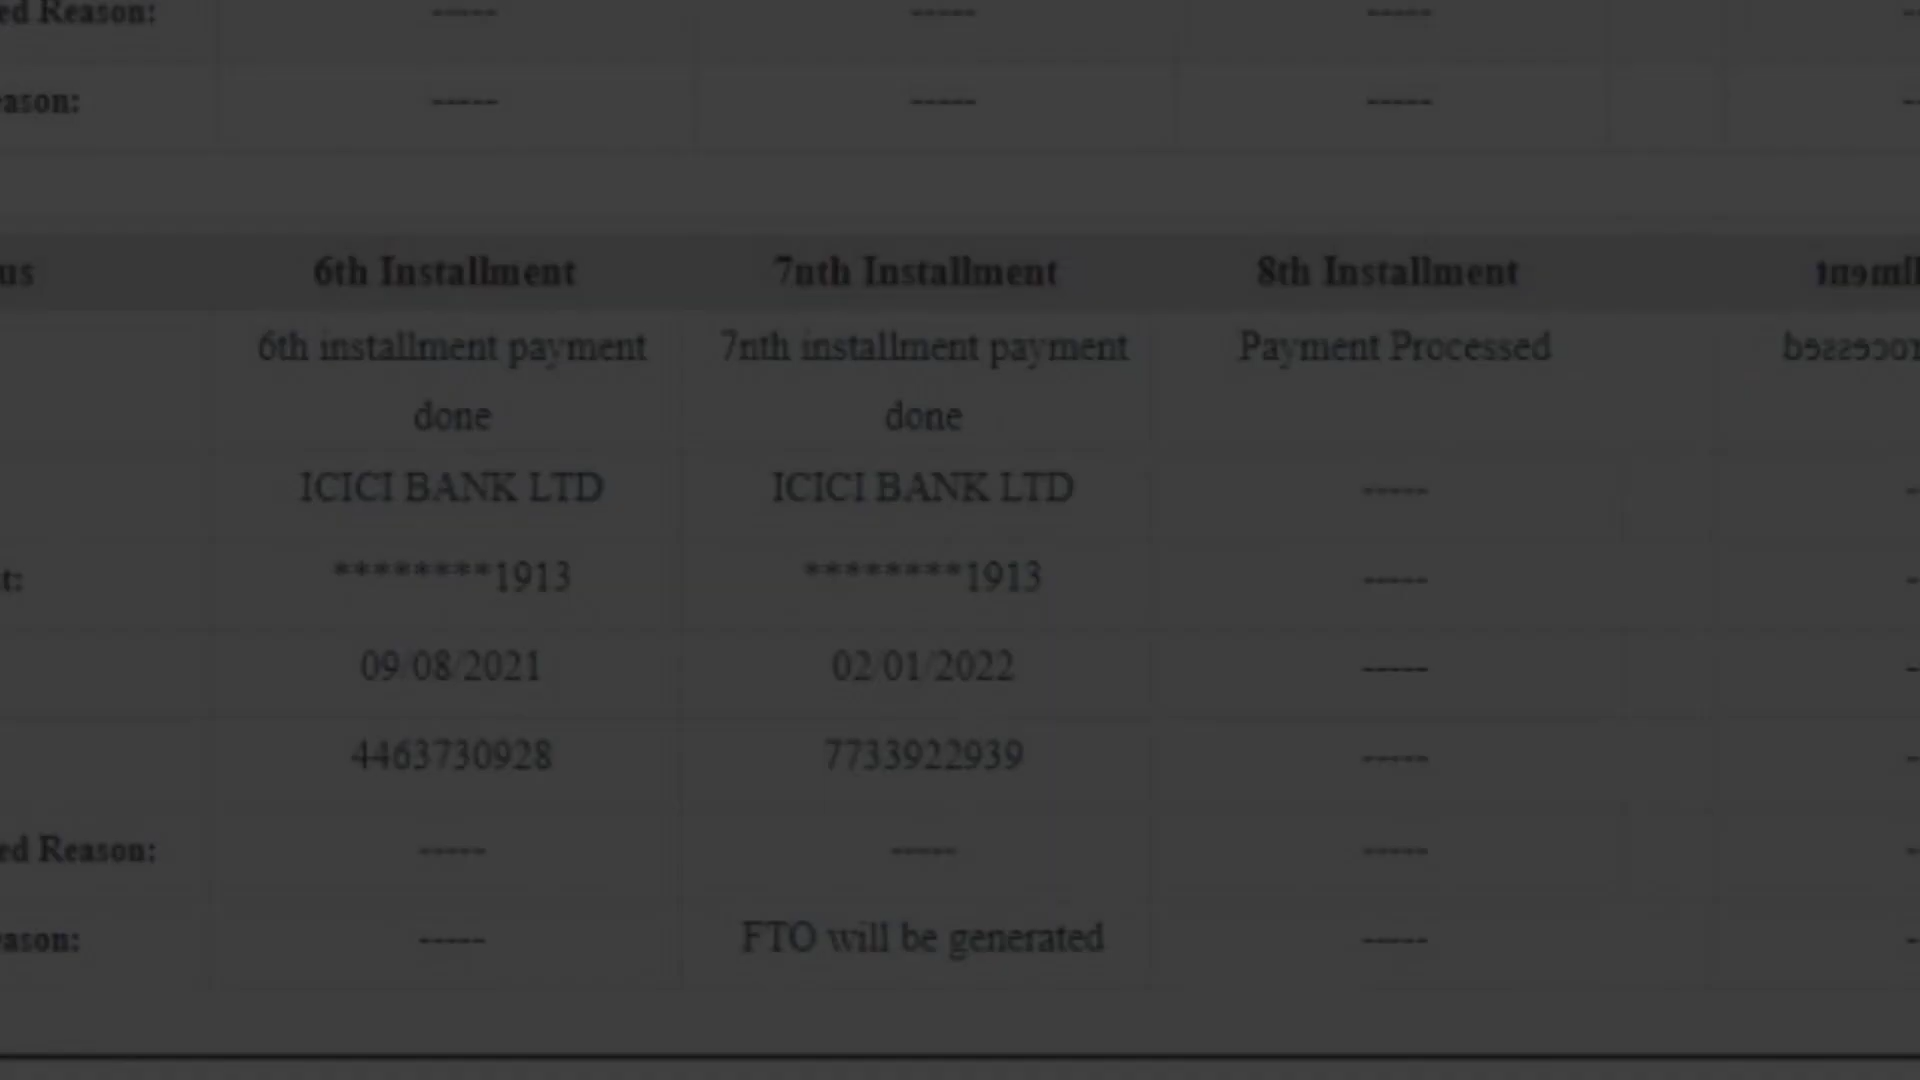 ed Reason: ----- ----- -----
eason: ----- ----- -----
us 6th Installment 7nth Installment 8th Installment
6th installment payment done 7nth installment payment done Payment Processed
ICICI BANK LTD ICICI BANK LTD -----
t: ********1913 ********1913 -----
09/08/2021 02/01/2022 -----
4463730928 7733922939 -----
ed Reason: ----- ----- -----
eason: ----- FTO will be generated -----